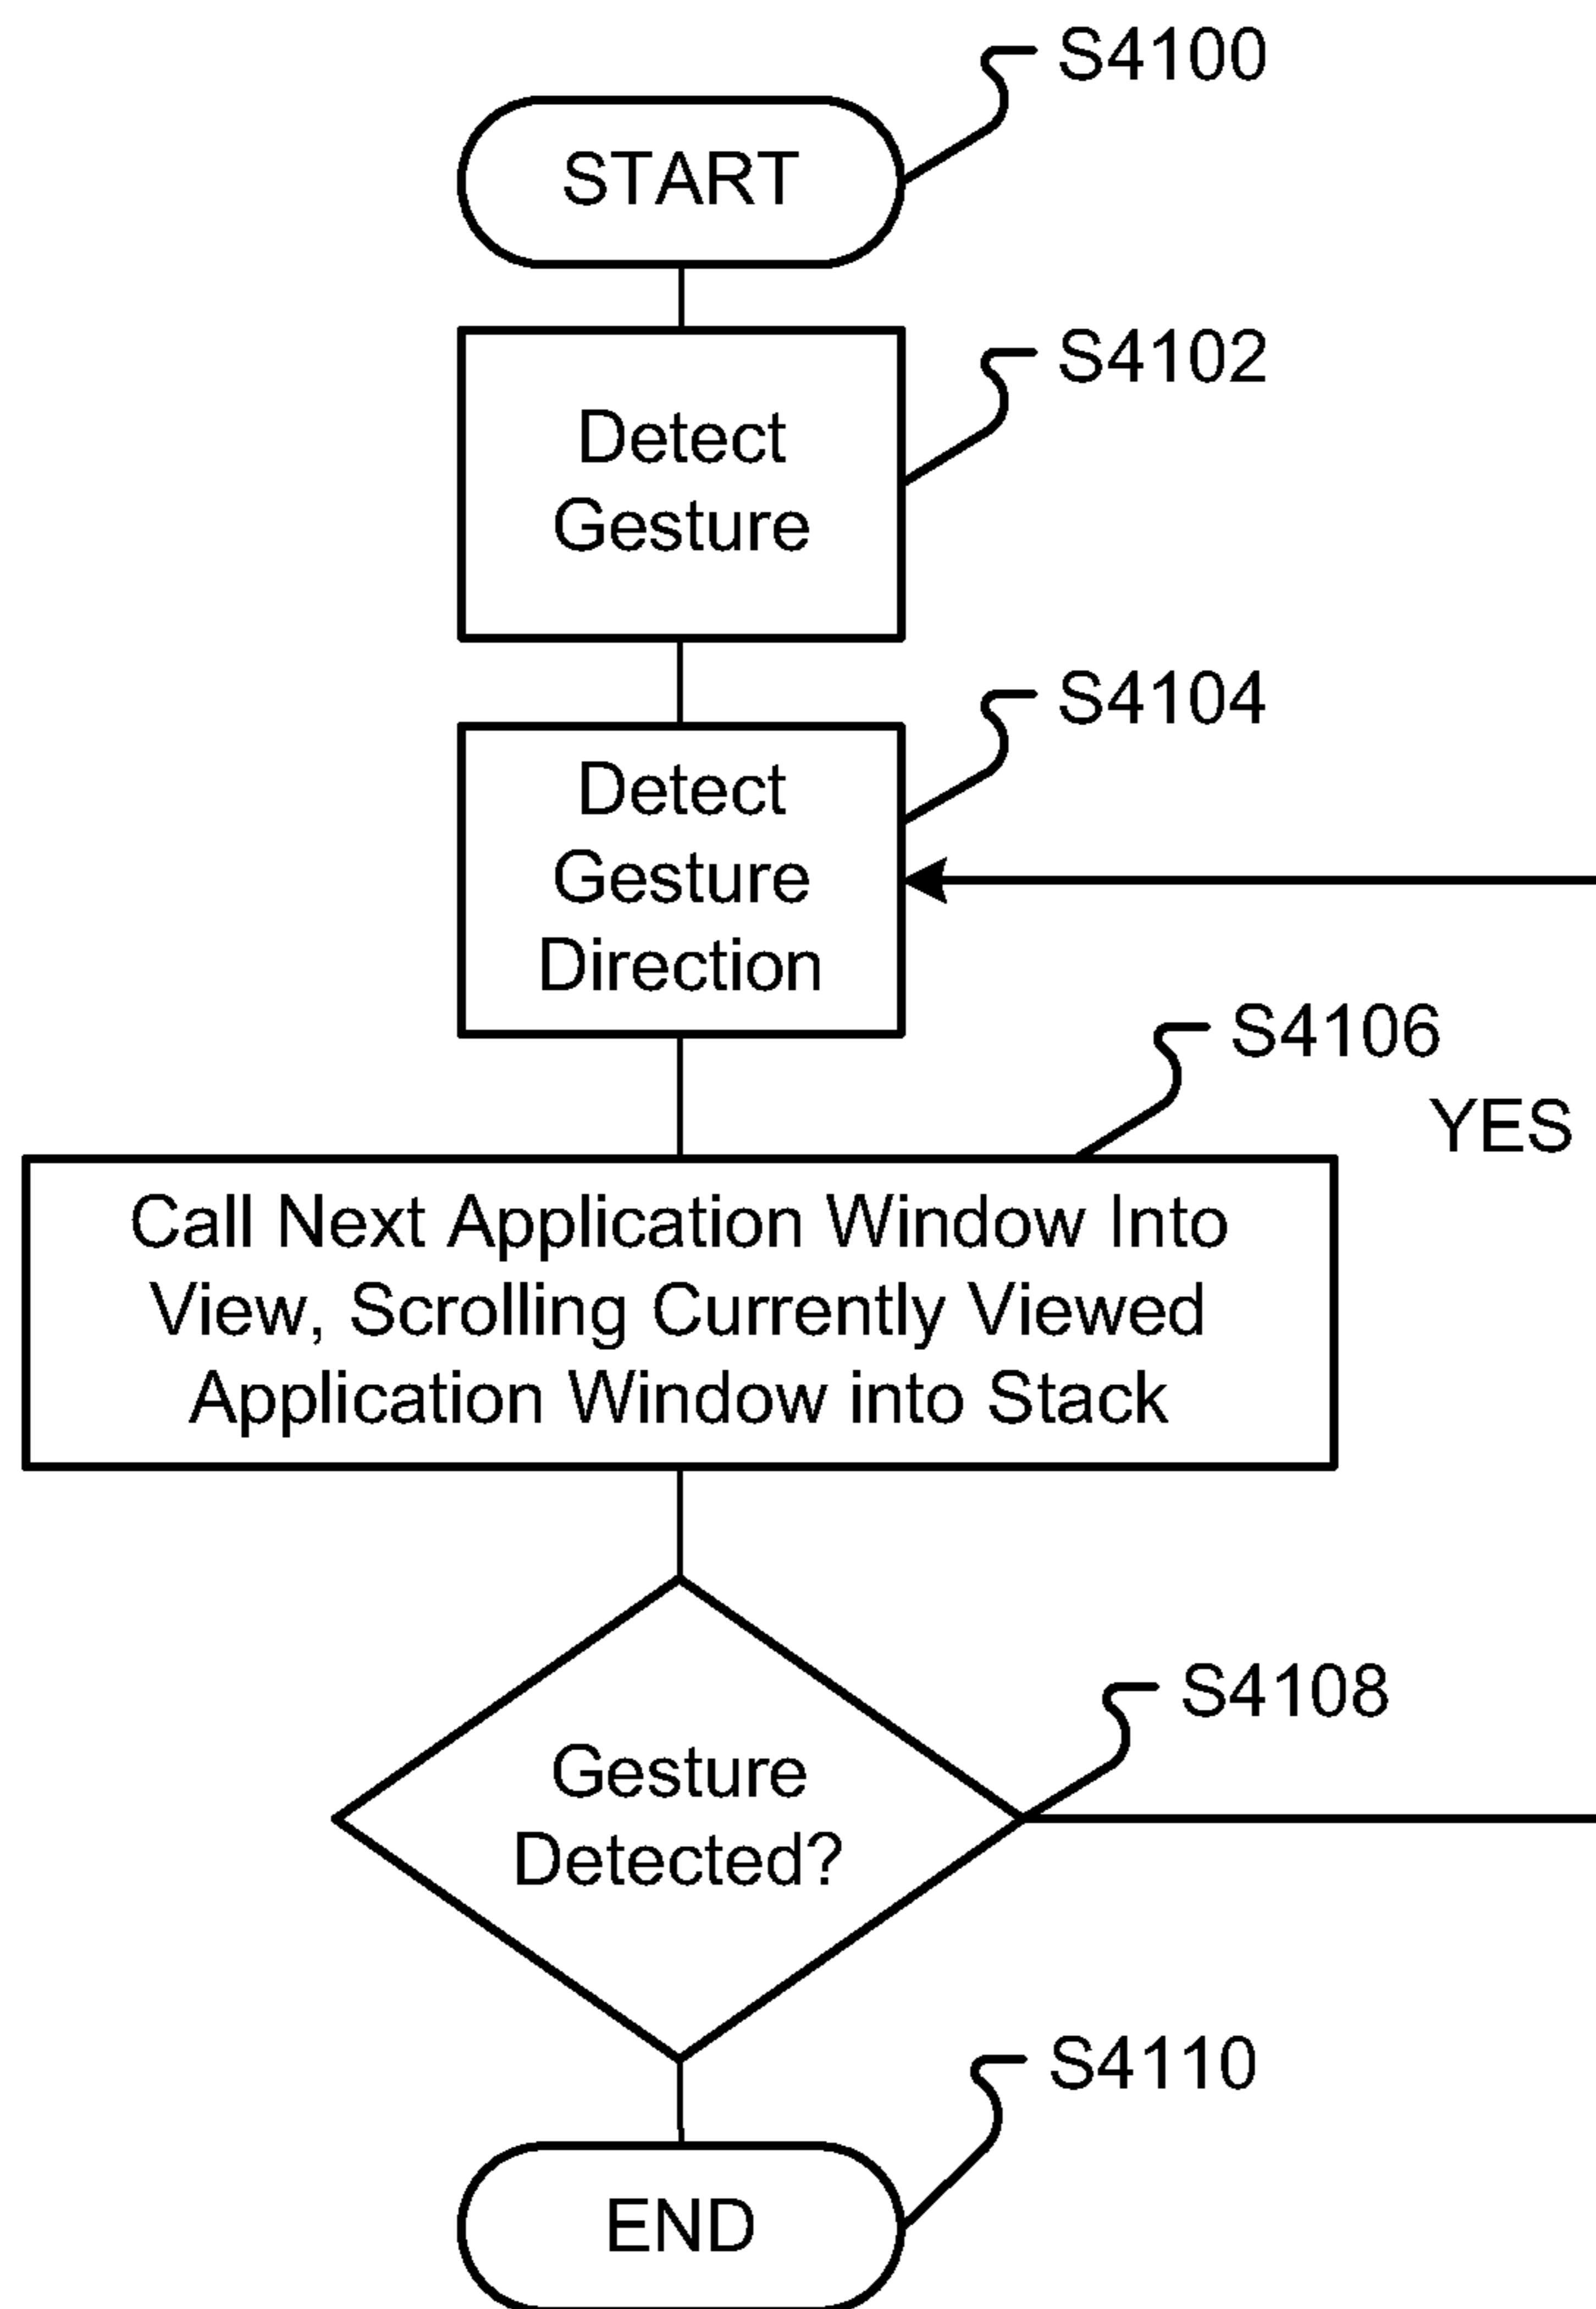 S4100
START
S4102
Detect
Gesture
S4104
Detect
Gesture
Direction
S4106
YES
Call Next Application Window Into
View, Scrolling Currently Viewed
Application Window into Stack
S4108
Gesture
Detected?
S4110
END